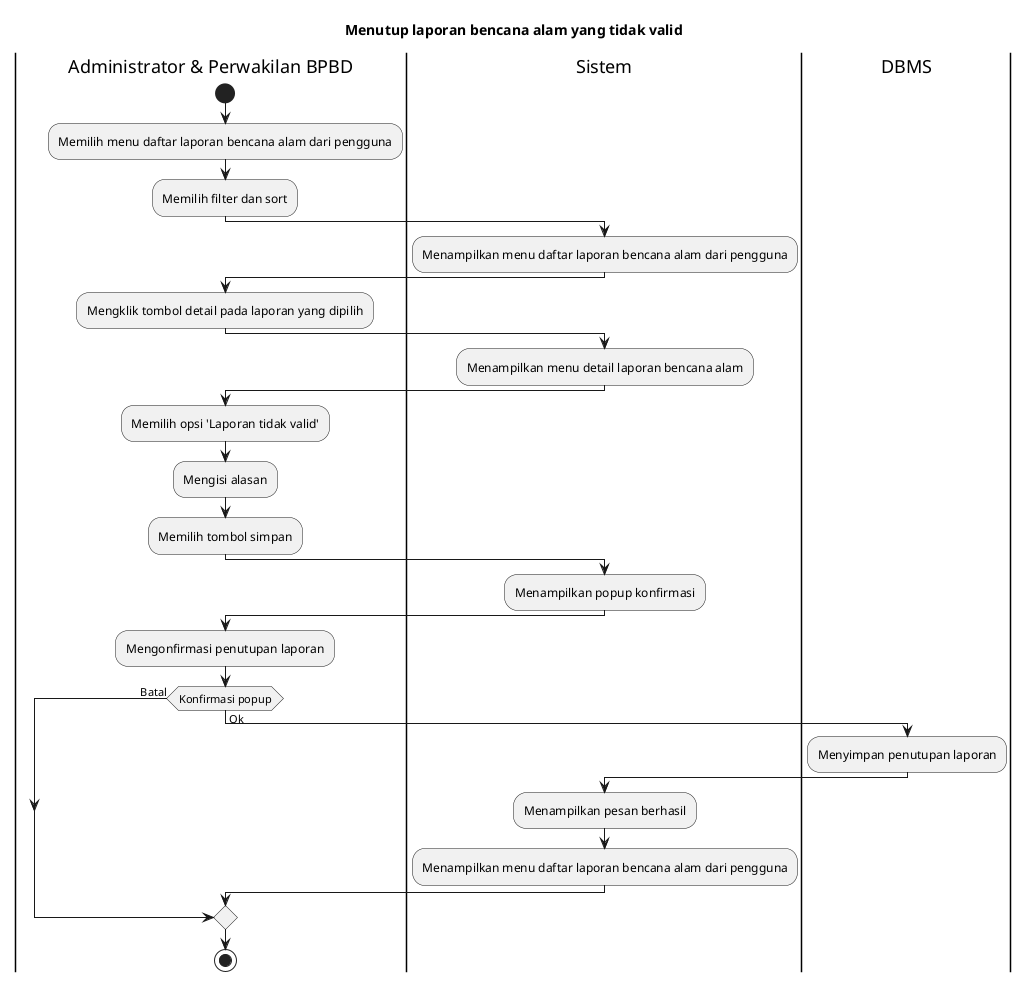 Menutup laporan bencana alam yang tidak valid
Administrator & Perwakilan BPBD
Sistem
DBMS
Memilih menu daftar laporan bencana alam dari pengguna
Memilih filter dan sort
Menampilkan menu daftar laporan bencana alam dari pengguna
Mengklik tombol detail pada laporan yang dipilih
Menampilkan menu detail laporan bencana alam
Memilih opsi 'Laporan tidak valid'
Mengisi alasan
Memilih tombol simpan
Menampilkan popup konfirmasi
Mengonfirmasi penutupan laporan
Batal
Konfirmasi popup
Ok
Menyimpan penutupan laporan
Menampilkan pesan berhasil
Menampilkan menu daftar laporan bencana alam dari pengguna